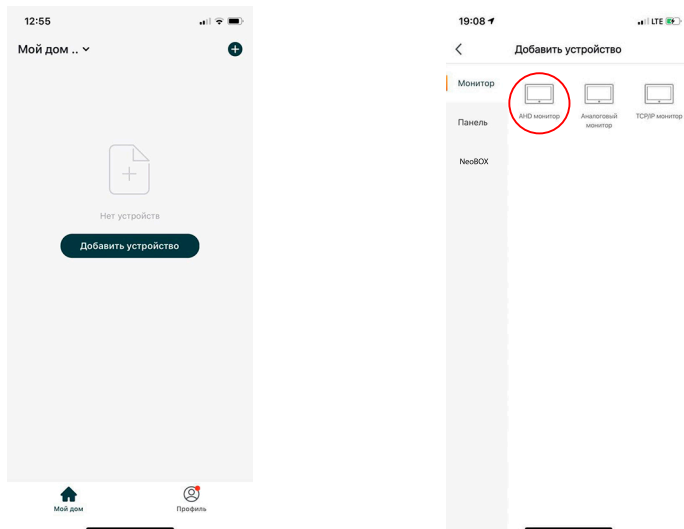 12:55
Мой дом ..
Нет устройств
Добавить устройство
Мой дом
Профиль
19:08
LTE
Добавить устройство
Монитор
Панель
NeoBOX
AHD монитор
Аналоговый
монитор
TCP/IP монитор